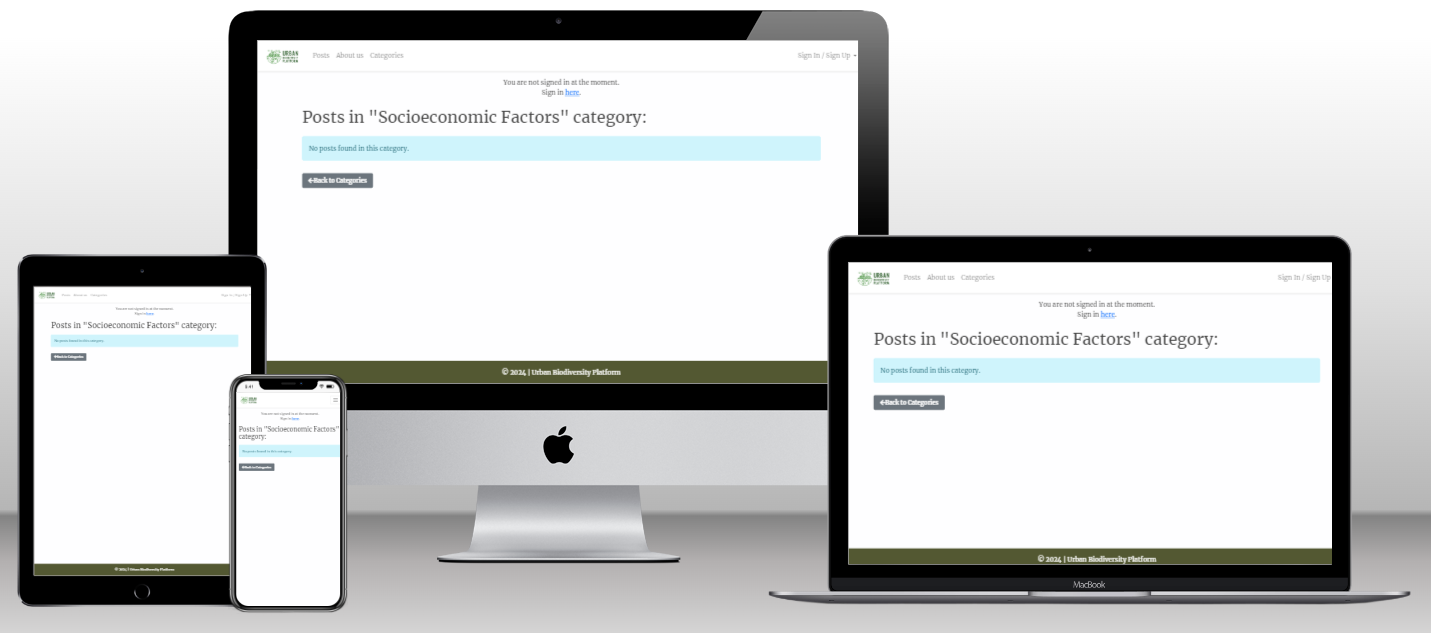 URBAN
BIODIVERSITY
PLATFORM
Posts About us Categories
Sign In / Sign Up
You are not signed in at the moment.
Sign in here.
Posts in "Socioeconomic Factors" category:
No posts found in this category.
←Back to Categories
© 2024 | Urban Biodiversity Platform
URBAN
BIODIVERSITY
PLATFORM
Posts About us Categories
Sign In / Sign Up
You are not signed in at the moment.
Sign in here.
Posts in "Socioeconomic Factors" category:
No posts found in this category.
←Back to Categories
© 2024 | Urban Biodiversity Platform
MacBook
Posts About us Categories
Sign In / Sign Up
You are not signed in at the moment.
Sign in here.
Posts in "Socioeconomic Factors" category:
No posts found in this category.
←Back to Categories
© 2024 | Urban Biodiversity Platform
You are not signed in at the moment.
Sign in here.
Posts in "Socioeconomic Factors"
category:
No posts found in this category.
←Back to Categories